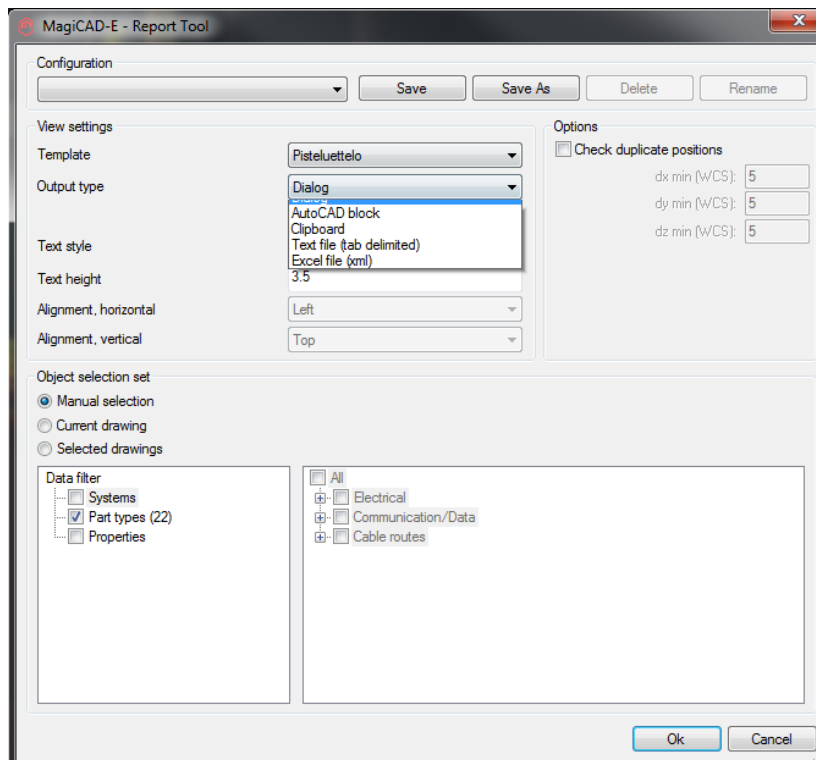 MagiCAD-E - Report Tool
Configuration
Save Save As Delete Rename
View settings
Template Pisteluettelo
Output type Dialog
Dialog
AutoCAD block
Clipboard
Text file (tab delimited)
Excel file (xml)
Text style
Text height 3.5
Alignment, horizontal Left
Alignment, vertical Top
Options
Check duplicate positions
dx min (WCS): 5
dy min (WCS): 5
dz min (WCS): 5
Object selection set
Manual selection
Current drawing
Selected drawings
Data filter
Systems
Part types (22)
Properties
All
Electrical
Communication/Data
Cable routes
Ok Cancel